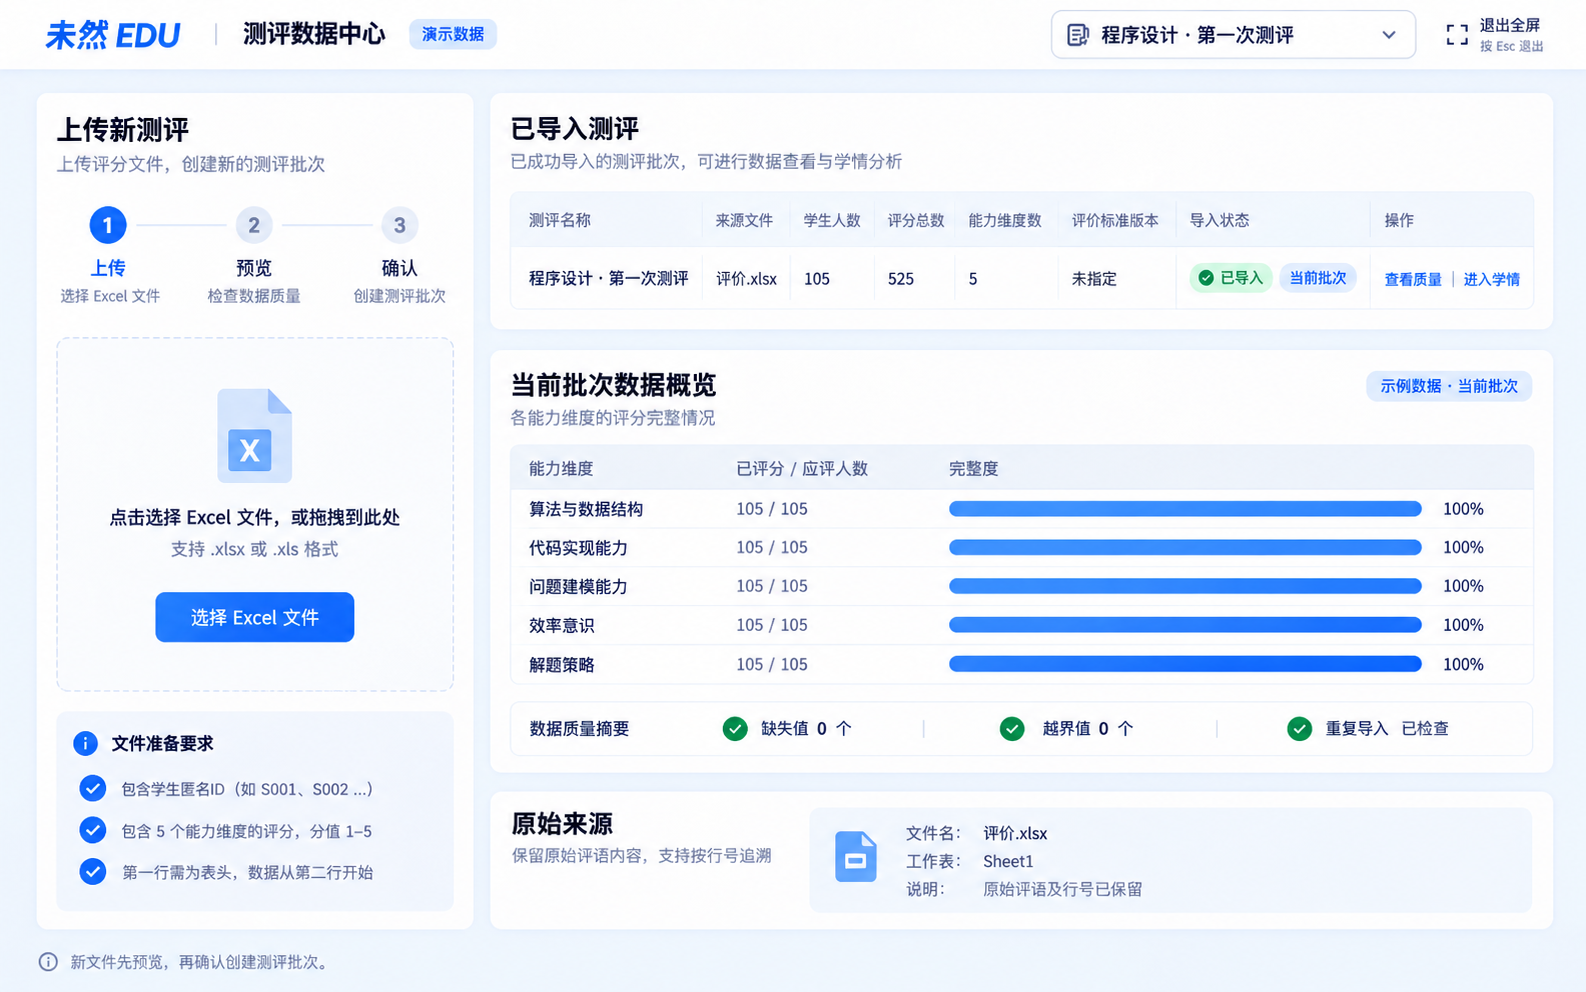 未然 EDU
测评数据中心
演示数据
程序设计 · 第一次测评
退出全屏
按 Esc 退出
上传新测评
上传评分文件，创建新的测评批次
1
2
3
上传
预览
确认
选择 Excel 文件
检查数据质量
创建测评批次
X
点击选择 Excel 文件，或拖拽到此处
支持 .xlsx 或 .xls 格式
选择 Excel 文件
文件准备要求
包含学生匿名ID（如 S001、S002 ...）
包含 5 个能力维度的评分，分值 1–5
第一行需为表头，数据从第二行开始
已导入测评
已成功导入的测评批次，可进行数据查看与学情分析
测评名称 来源文件 学生人数 评分总数 能力维度数 评价标准版本 导入状态 操作
程序设计 · 第一次测评 评价.xlsx 105 525 5 未指定 已导入 当前批次 查看质量 | 进入学情
当前批次数据概览
示例数据 · 当前批次
各能力维度的评分完整情况
能力维度 已评分 / 应评人数 完整度
算法与数据结构 105 / 105 100%
代码实现能力 105 / 105 100%
问题建模能力 105 / 105 100%
效率意识 105 / 105 100%
解题策略 105 / 105 100%
数据质量摘要 缺失值 0 个 越界值 0 个 重复导入 已检查
原始来源
保留原始评语内容，支持按行号追溯
文件名： 评价.xlsx
工作表： Sheet1
说明： 原始评语及行号已保留
新文件先预览，再确认创建测评批次。